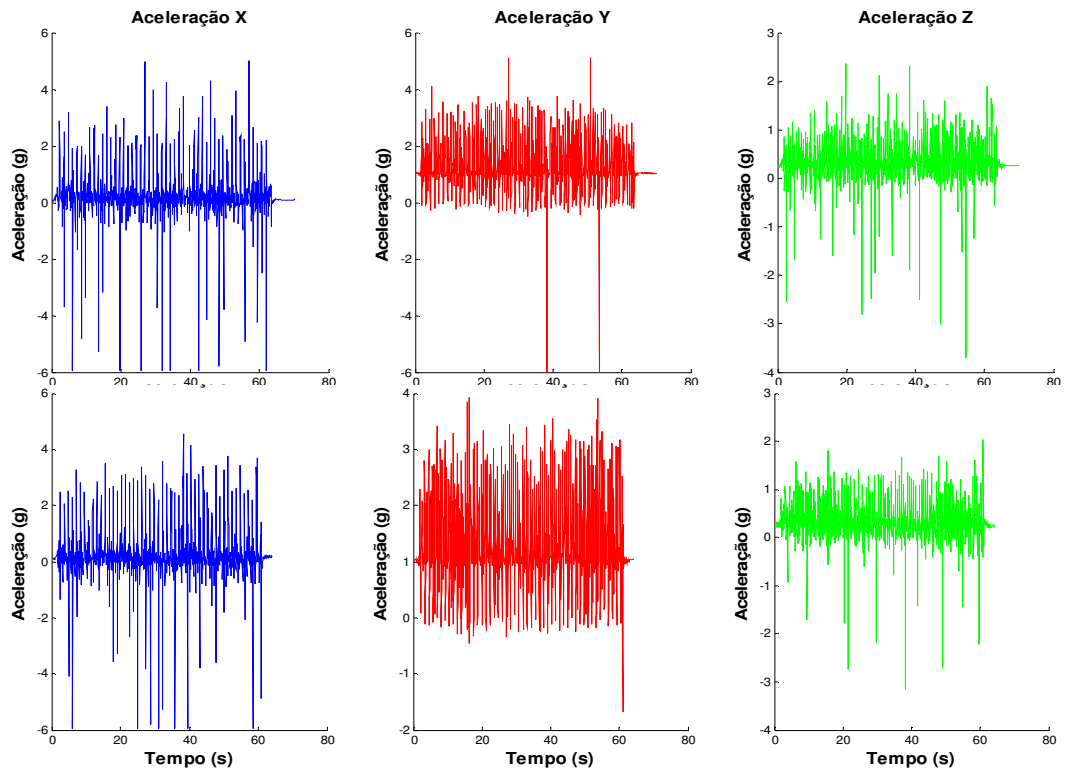 Aceleração X Aceleração Y Aceleração Z
Aceleração (g) Aceleração (g) Aceleração (g)
6 6 3
4 4 2
2 2 1
0 0 0
-2 -2 -1
-4 -4 -2
-6 -6 -3
-4
0 20 40 60 80 0 20 40 60 80 0 20 40 60 80
Aceleração (g) Aceleração (g) Aceleração (g)
6 4 3
4 3 2
2 2 1
0 1 0
-2 0 -1
-4 -1 -2
-6 -2 -3
-4
0 20 40 60 80 0 20 40 60 80 0 20 40 60 80
Tempo (s) Tempo (s) Tempo (s)